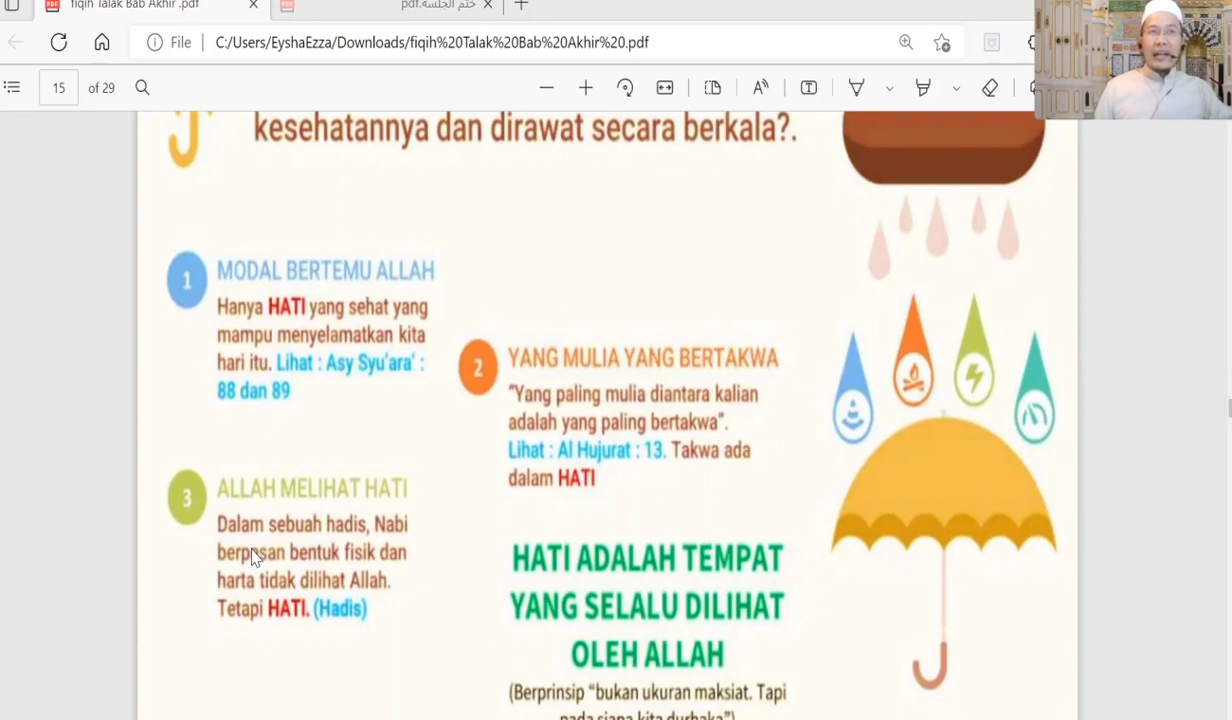 fiqih Talak Bab Akhir .pdf
ختم الجلسة.pdf
File
C:/Users/EyshaEzza/Downloads/fiqih%20Talak%20Bab%20Akhir%20.pdf
15 of 29
kesehatannya dan dirawat secara berkala?.
1
MODAL BERTEMU ALLAH
Hanya HATI yang sehat yang
mampu menyelamatkan kita
hari itu. Lihat : Asy Syu'ara' :
88 dan 89
2
YANG MULIA YANG BERTAKWA
"Yang paling mulia diantara kalian
adalah yang paling bertakwa".
Lihat : Al Hujurat : 13. Takwa ada
dalam HATI
3
ALLAH MELIHAT HATI
Dalam sebuah hadis, Nabi
berpesan bentuk fisik dan
harta tidak dilihat Allah.
Tetapi HATI. (Hadis)
HATI ADALAH TEMPAT
YANG SELALU DILIHAT
OLEH ALLAH
(Berprinsip "bukan ukuran maksiat. Tapi
pada siapa kita durhaka")